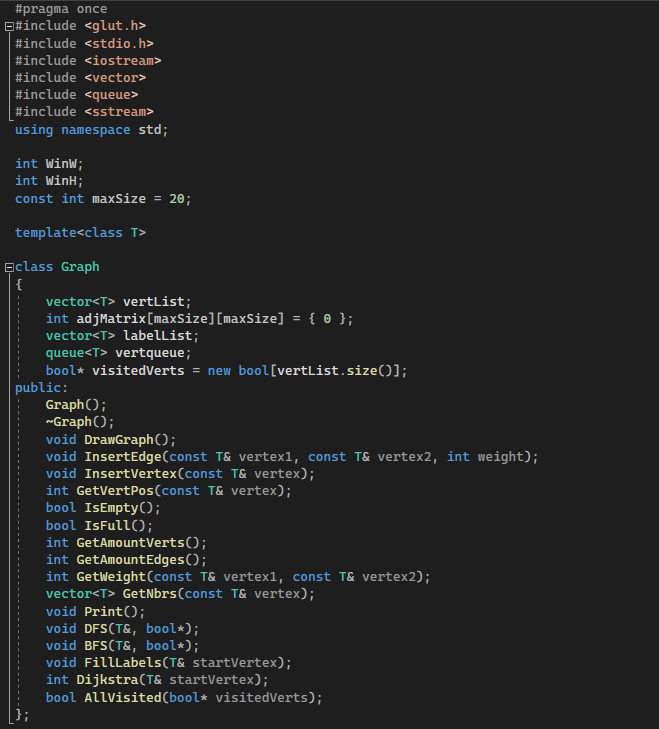 #pragma once
#include <glut.h>
#include <stdio.h>
#include <iostream>
#include <vector>
#include <queue>
#include <sstream>
using namespace std;
int WinW;
int WinH;
const int maxSize = 20;
template<class T>
class Graph
{
vector<T> vertList;
int adjMatrix[maxSize][maxSize] = { 0 };
vector<T> labelList;
queue<T> vertqueue;
bool* visitedVerts = new bool[vertList.size()];
public:
Graph();
~Graph();
void DrawGraph();
void InsertEdge(const T& vertex1, const T& vertex2, int weight);
void InsertVertex(const T& vertex);
int GetVertPos(const T& vertex);
bool IsEmpty();
bool IsFull();
int GetAmountVerts();
int GetAmountEdges();
int GetWeight(const T& vertex1, const T& vertex2);
vector<T> GetNbrs(const T& vertex);
void Print();
void DFS(T&, bool*);
void BFS(T&, bool*);
void FillLabels(T& startVertex);
int Dijkstra(T& startVertex);
bool AllVisited(bool* visitedVerts);
};